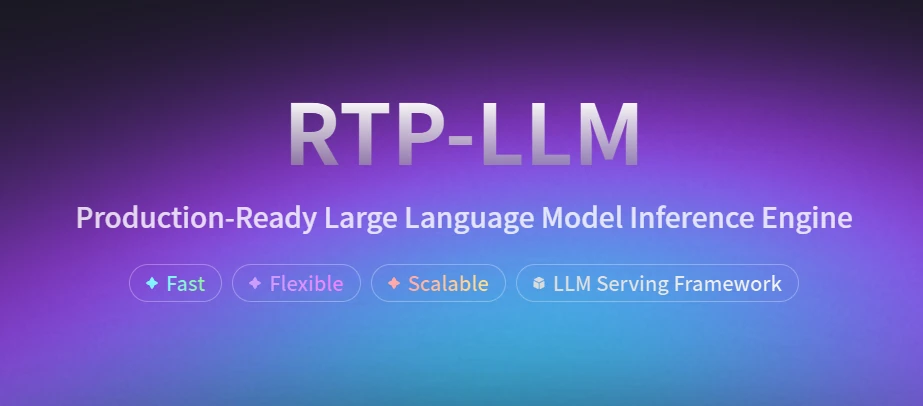 RTP-LLM
Production-Ready Large Language Model Inference Engine
Fast Flexible Scalable LLM Serving Framework